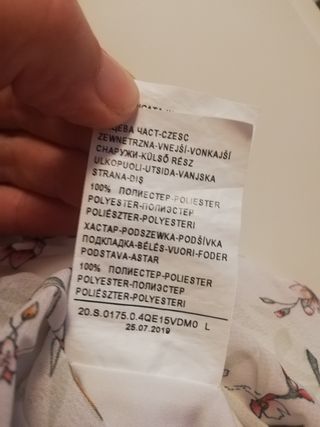 ЦЕВА ЧАСТ-CZESC
ZEWNETRZNA-VNEJŠÍ-VONKAJŠÍ
СНАРУЖИ-KÜLSŐ RÉSZ
ULKOPUOLI-UTSIDA-VANJSKA
STRANA-DIŞ
100% ПОЛИЕСТЕР-POLIESTER
POLYESTER-ПОЛИЭСТЕР
POLIÉSZTER-POLYESTERI
ХАСТАР-PODSZEWKA-PODŠÍVKA
ПОДКЛАДКА-BÉLÉS-VUORI-FODER
PODSTAVA-ASTAR
100% ПОЛИЕСТЕР-POLIESTER
POLYESTER-ПОЛИЭСТЕР
POLIÉSZTER-POLYESTERI
20.S.0175.0.4QE15VDM0 L
25.07.2019